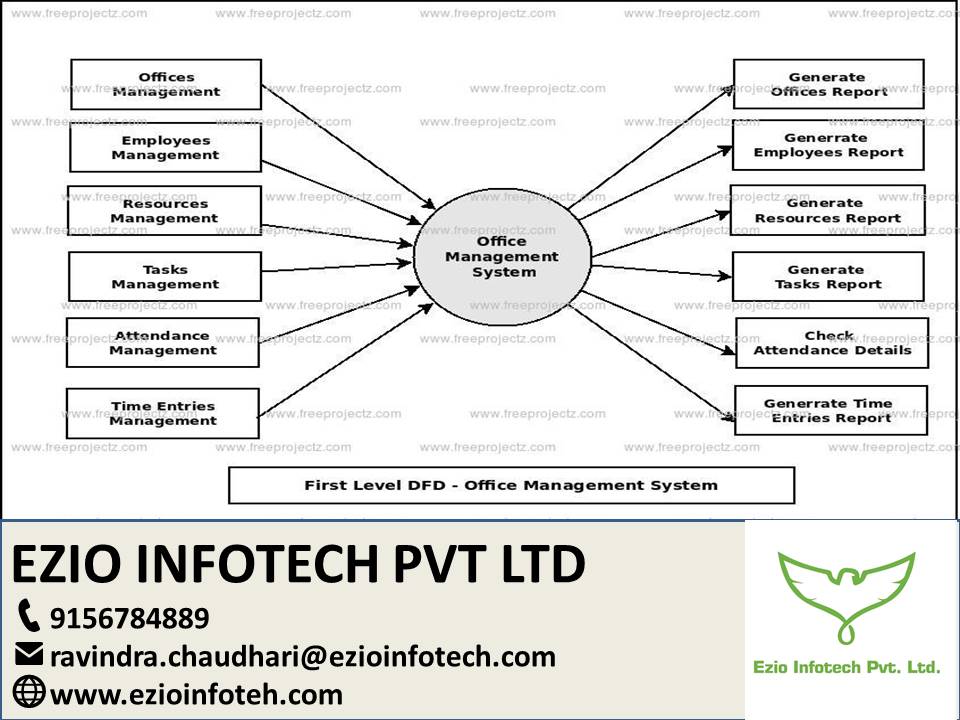 www.freeprojectz.com www.freeprojectz.com www.freeprojectz.com www.freeprojectz.com www.freepro
Offices
Management
Employees
Management
Resources
Management
Tasks
Management
Attendance
Management
Time Entries
Management
Office
Management
System
Generate
Offices Report
Generrate
Employees Report
Generate
Resources Report
Generate
Tasks Report
Check
Attendance Details
Generrate Time
Entries Report
First Level DFD - Office Management System
EZIO INFOTECH PVT LTD
9156784889
ravindra.chaudhari@ezioinfotech.com
www.ezioinfoteh.com
Ezio Infotech Pvt. Ltd.